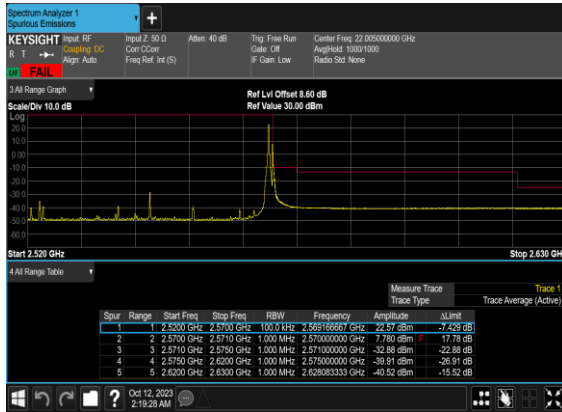 Spectrum Analyzer 1
Spurious Emissions
KEYSIGHT Input: RF Input Z: 50 Ω Atten: 40 dB Trig: Free Run Center Freq: 22.005000000 GHz
R T Coupling: DC Corr CCorr Gate: Off Avg|Hold: 1000/1000
Align: Auto Freq Ref: Int (S) IF Gain: Low Radio Std: None
FAIL
3 All Range Graph
Ref Lvl Offset 8.60 dB
Scale/Div 10.0 dB Ref Value 30.00 dBm
Log
20.0
10.0
0.00
-10.0
-20.0
-30.0
-40.0
-50.0
-60.0
Start 2.520 GHz Stop 2.630 GH
4 All Range Table
Measure Trace Trace 1
Trace Type Trace Average (Active)
Spur Range Start Freq Stop Freq RBW Frequency Amplitude ΔLimit
1 1 2.5200 GHz 2.5700 GHz 100.0 kHz 2.569166667 GHz 22.57 dBm -7.429 dB
2 2 2.5700 GHz 2.5710 GHz 1.000 MHz 2.570000000 GHz 7.780 dBm F 17.78 dB
3 3 2.5710 GHz 2.5750 GHz 1.000 MHz 2.571000000 GHz -32.88 dBm -22.88 dB
4 4 2.5750 GHz 2.6200 GHz 1.000 MHz 2.575000000 GHz -39.91 dBm -26.91 dB
5 5 2.6200 GHz 2.6300 GHz 1.000 MHz 2.628083333 GHz -40.52 dBm -15.52 dB
Oct 12, 2023
2:19:28 AM